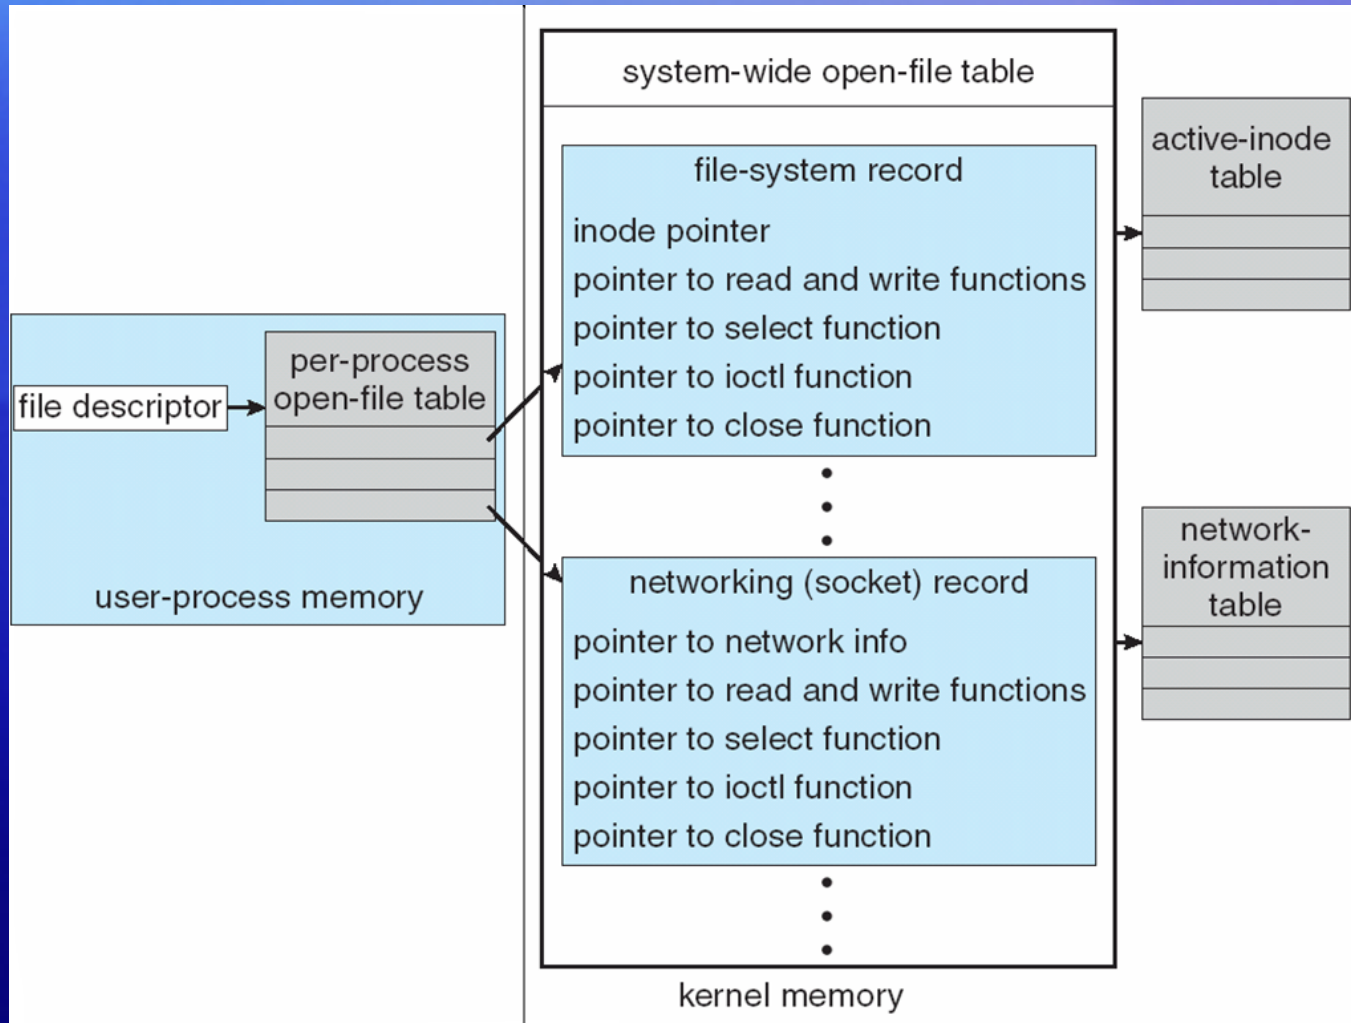 file descriptor
per-process
open-file table
user-process memory
system-wide open-file table
file-system record
inode pointer
pointer to read and write functions
pointer to select function
pointer to ioctl function
pointer to close function
networking (socket) record
pointer to network info
pointer to read and write functions
pointer to select function
pointer to ioctl function
pointer to close function
kernel memory
active-inode
table
network-
information
table